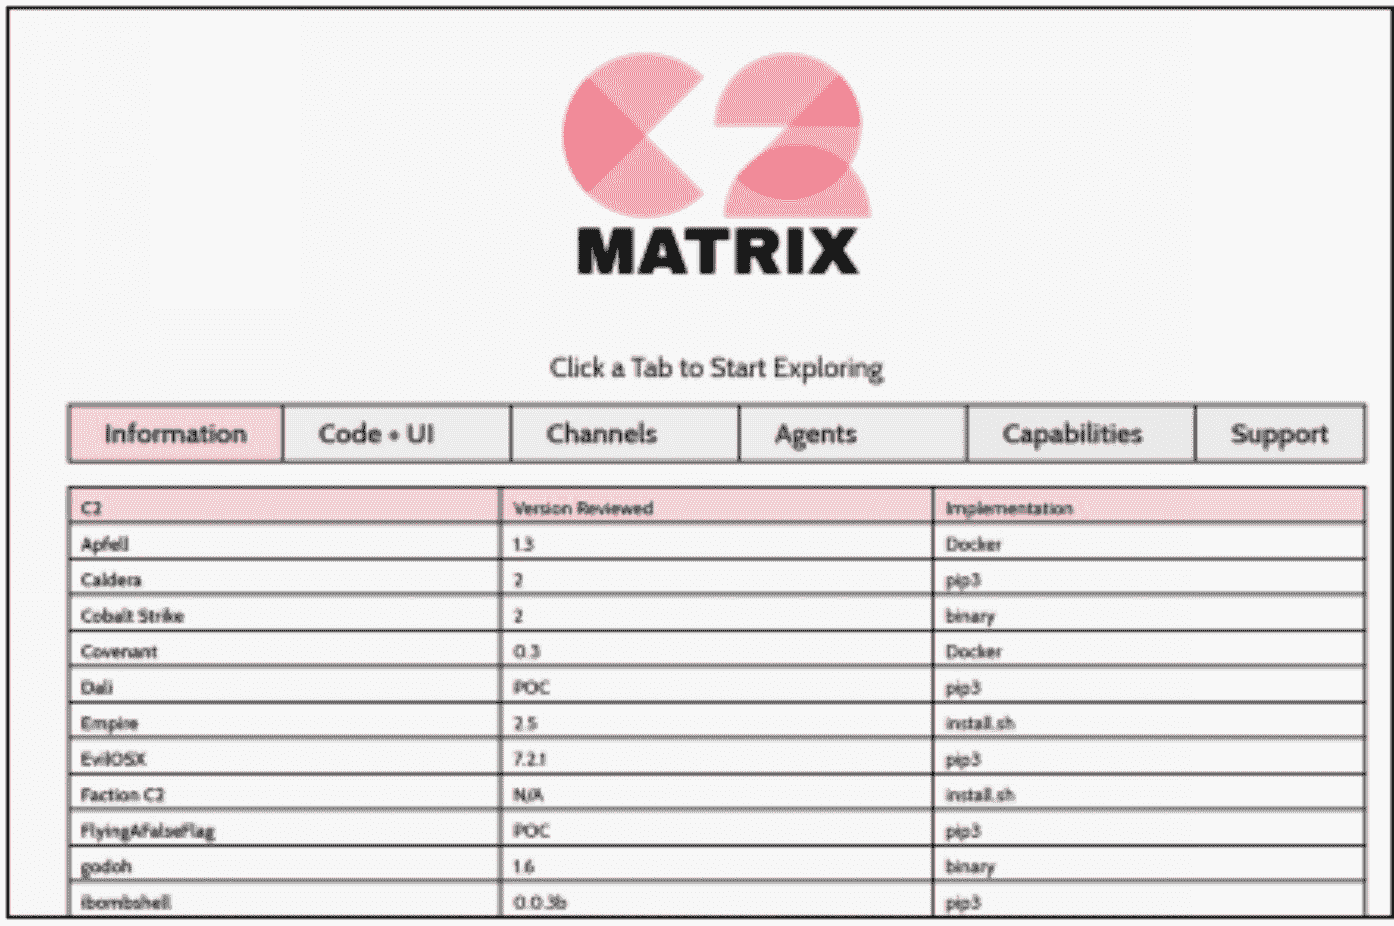 C2
MATRIX
Click a Tab to Start Exploring
Information Code + UI Channels Agents Capabilities Support
C2 Version Reviewed Implementation
Apfell 1.3 Docker
Caldera 2 pip3
Cobalt Strike 2 binary
Covenant 0.3 Docker
Dali POC pip3
Empire 2.5 install.sh
EvilOSX 7.2.1 pip3
Faction C2 N/A install.sh
FlyingAFalseFlag POC pip3
godoh 1.6 binary
ibombshell 0.0.3b pip3